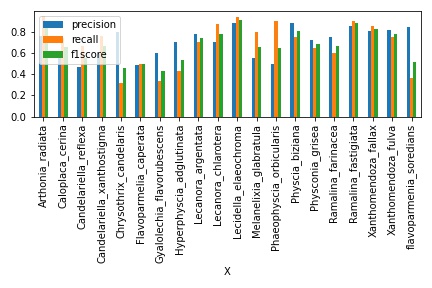 precision
recall
f1score
0.8
0.6
0.4
0.2
0.0
Arthonia_radiata
Caloplaca_cerina
Candelariella_reflexa
Candelariella_xanthostigma
Chrysothrix_candelaris
Flavoparmelia_caperata
Gyalolechia_flavorubescens
Hyperphyscia_adglutinata
Lecanora_argentata
Lecanora_chlarotera
Lecidella_elaeochroma
Melanelixia_glabratula
Phaeophyscia_orbicularis
Physcia_biziana
Physconia_grisea
Ramalina_farinacea
Ramalina_fastigiata
Xanthomendoza_fallax
Xanthomendoza_fulva
flavoparmenia_soredians
X